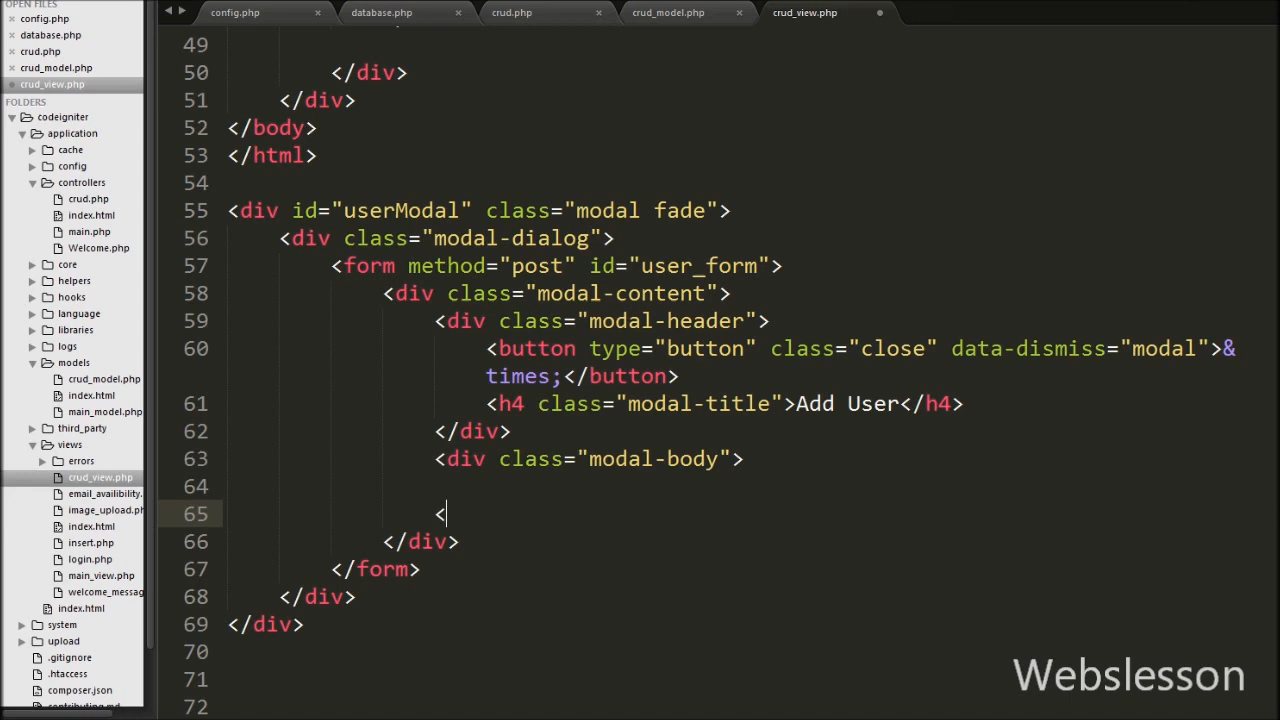 OPEN FILES
config.php
database.php
crud.php
crud_model.php
crud_view.php
FOLDERS
codeigniter
application
cache
config
controllers
crud.php
index.html
main.php
Welcome.php
core
helpers
hooks
language
libraries
logs
models
crud_model.php
index.html
main_model.php
third_party
views
errors
crud_view.php
email_availibility.
image_upload.ph
index.html
insert.php
login.php
main_view.php
welcome_messag
index.html
system
upload
.gitignore
.htaccess
composer.json
contributing.md
config.php × database.php × crud.php × crud_model.php × crud_view.php
49
50 </div>
51 </div>
52 </body>
53 </html>
54
55 <div id="userModal" class="modal fade">
56 <div class="modal-dialog">
57 <form method="post" id="user_form">
58 <div class="modal-content">
59 <div class="modal-header">
60 <button type="button" class="close" data-dismiss="modal">&
times;</button>
61 <h4 class="modal-title">Add User</h4>
62 </div>
63 <div class="modal-body">
64
65 <
66 </div>
67 </form>
68 </div>
69 </div>
70
71
72
Webslesson